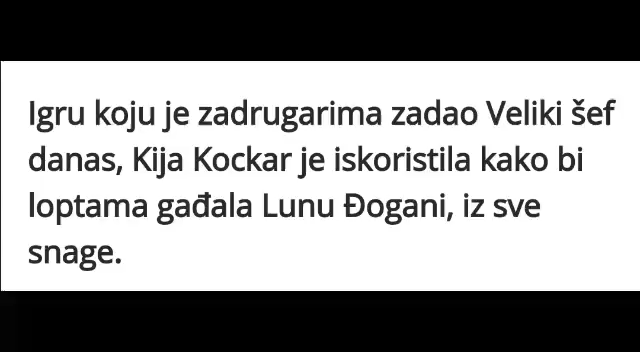 Igru koju je zadrugarima zadao Veliki šef
danas, Kija Kockar je iskoristila kako bi
loptama gađala Lunu Đogani, iz sve
snage.